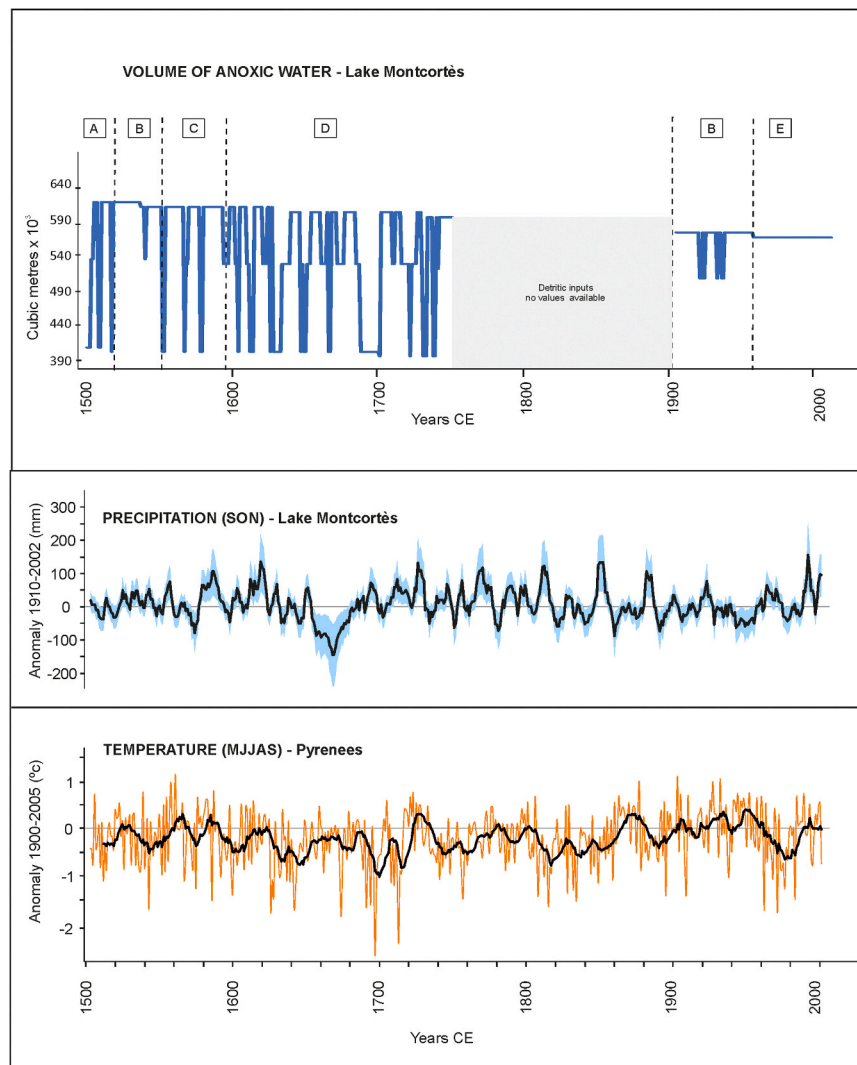 VOLUME OF ANOXIC WATER - Lake Montcortès
A
B
C
D
B
E
Cubic metres x 10³
640
590
540
490
440
390
Detritic inputs
no values available
1500
1600
1700
1800
1900
2000
Years CE
PRECIPITATION (SON) - Lake Montcortès
Anomaly 1910-2002 (mm)
300
200
100
0
-100
-200
TEMPERATURE (MJJAS) - Pyrenees
Anomaly 1900-2005 (ºc)
1
0
-1
-2
1500
1600
1700
1800
1900
2000
Years CE